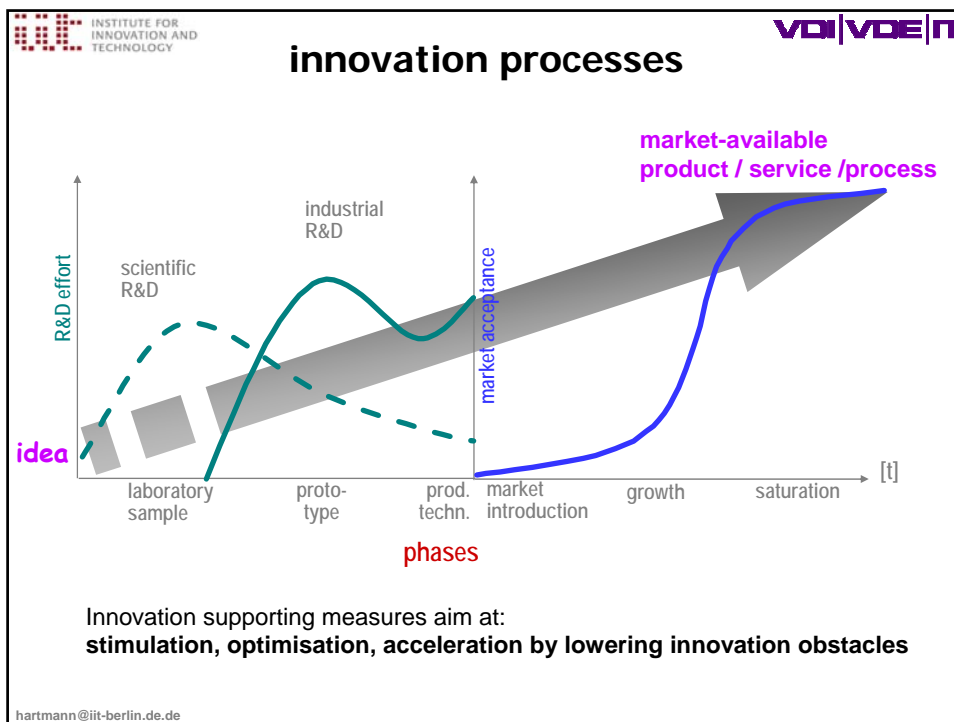 INSTITUTE FOR
INNOVATION AND
TECHNOLOGY
VDI|VDE|IT
innovation processes
market-available
product / service /process
industrial
R&D
scientific
R&D
R&D effort
market acceptance
idea
[t]
laboratory
sample
proto-
type
prod.
techn.
market
introduction
growth
saturation
phases
Innovation supporting measures aim at:
stimulation, optimisation, acceleration by lowering innovation obstacles
hartmann@iit-berlin.de.de